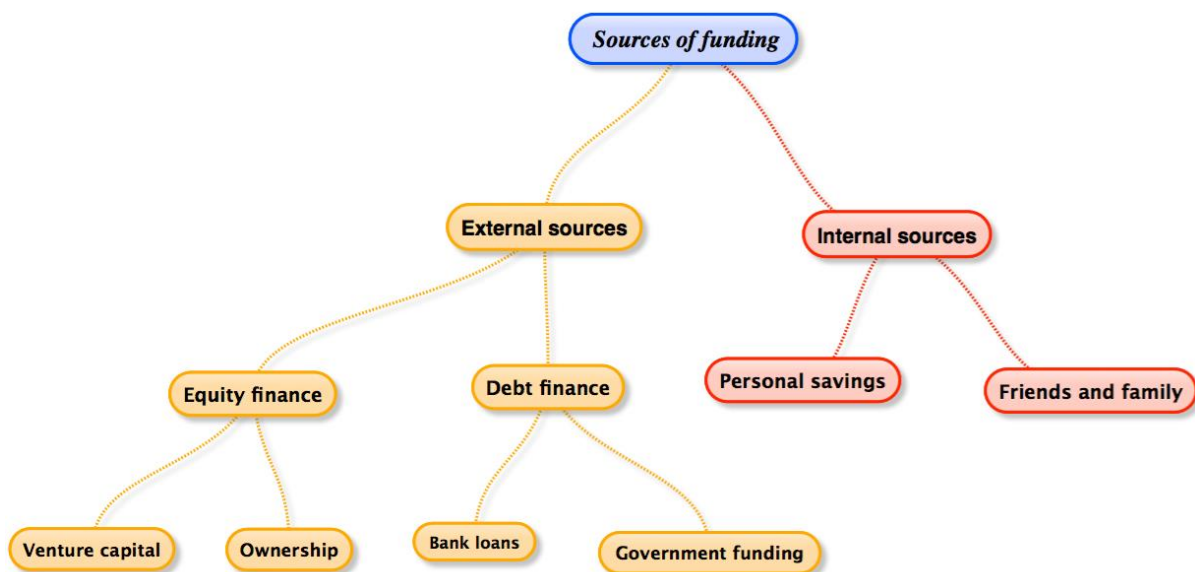 Sources of funding
External sources
Internal sources
Equity finance
Debt finance
Personal savings
Friends and family
Venture capital
Ownership
Bank loans
Government funding